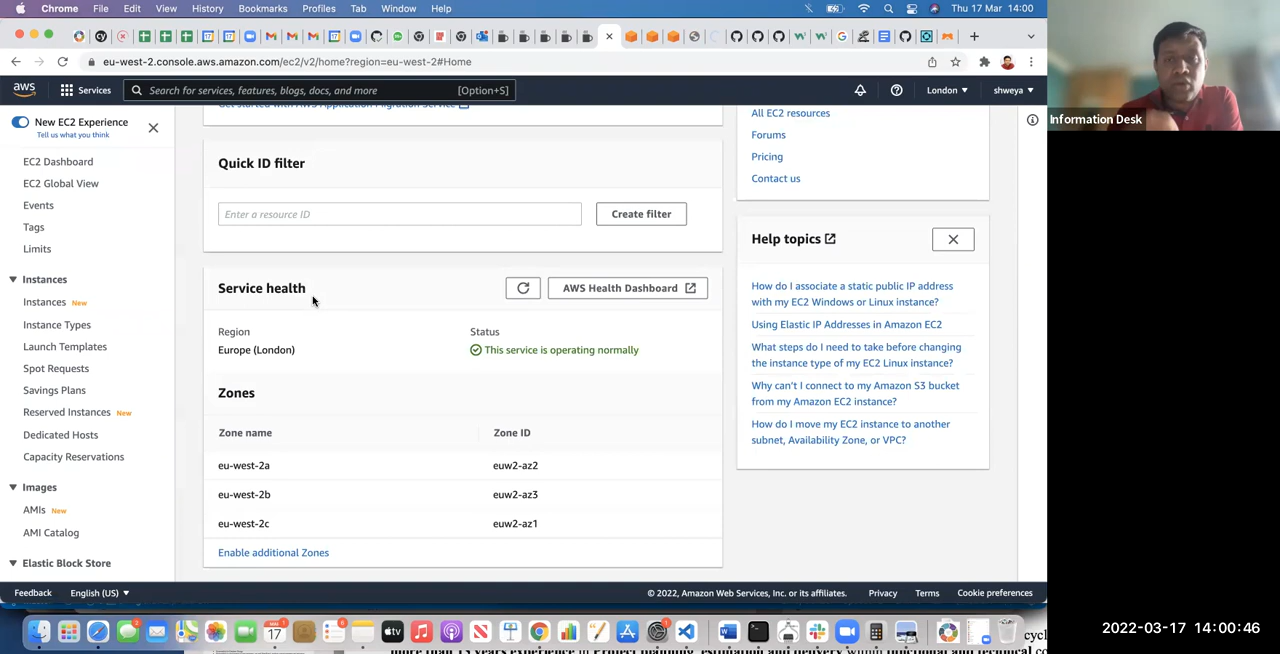 Chrome File Edit View History Bookmarks Profiles Tab Window Help Thu 17 Mar 14:00
eu-west-2.console.aws.amazon.com/ec2/v2/home?region=eu-west-2#Home
aws Services Search for services, features, blogs, docs, and more [Option+S] London ▼ shweya ▼
New EC2 Experience
Tell us what you think
EC2 Dashboard
EC2 Global View
Events
Tags
Limits
Instances
Instances New
Instance Types
Launch Templates
Spot Requests
Savings Plans
Reserved Instances New
Dedicated Hosts
Capacity Reservations
Images
AMIs New
AMI Catalog
Elastic Block Store
Get started with AWS Application Migration Service
Quick ID filter
Enter a resource ID
Create filter
Service health
AWS Health Dashboard
Region
Status
Europe (London)
This service is operating normally
Zones
Zone name Zone ID
eu-west-2a euw2-az2
eu-west-2b euw2-az3
eu-west-2c euw2-az1
Enable additional Zones
All EC2 resources
Forums
Pricing
Contact us
Help topics
How do I associate a static public IP address
with my EC2 Windows or Linux instance?
Using Elastic IP Addresses in Amazon EC2
What steps do I need to take before changing
the instance type of my EC2 Linux instance?
Why can't I connect to my Amazon S3 bucket
from my Amazon EC2 instance?
How do I move my EC2 instance to another
subnet, Availability Zone, or VPC?
Feedback English (US) ▼ © 2022, Amazon Web Services, Inc. or its affiliates. Privacy Terms Cookie preferences
Information Desk
2022-03-17 14:00:46